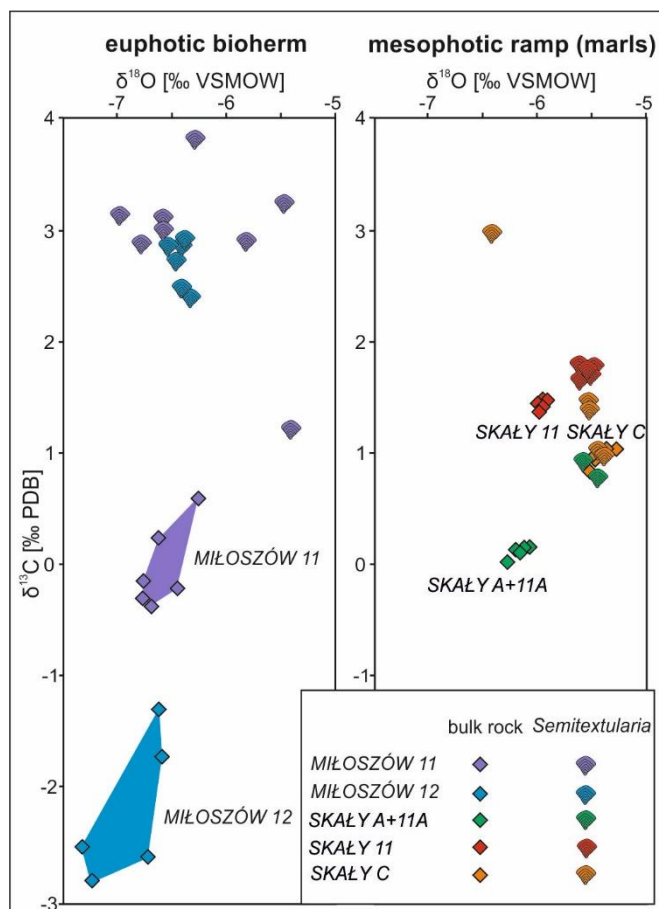 euphotic bioherm
mesophotic ramp (marls)
δ¹⁸O [‰ VSMOW]
δ¹⁸O [‰ VSMOW]
-7 -6 -5
-7 -6 -5
4
3
2
1
0
-1
-2
-3
δ¹³C [‰ PDB]
4
3
2
1
0
-1
MIŁOSZÓW 11
MIŁOSZÓW 12
SKAŁY 11
SKAŁY C
SKAŁY A+11A
bulk rock Semitextularia
MIŁOSZÓW 11
MIŁOSZÓW 12
SKAŁY A+11A
SKAŁY 11
SKAŁY C